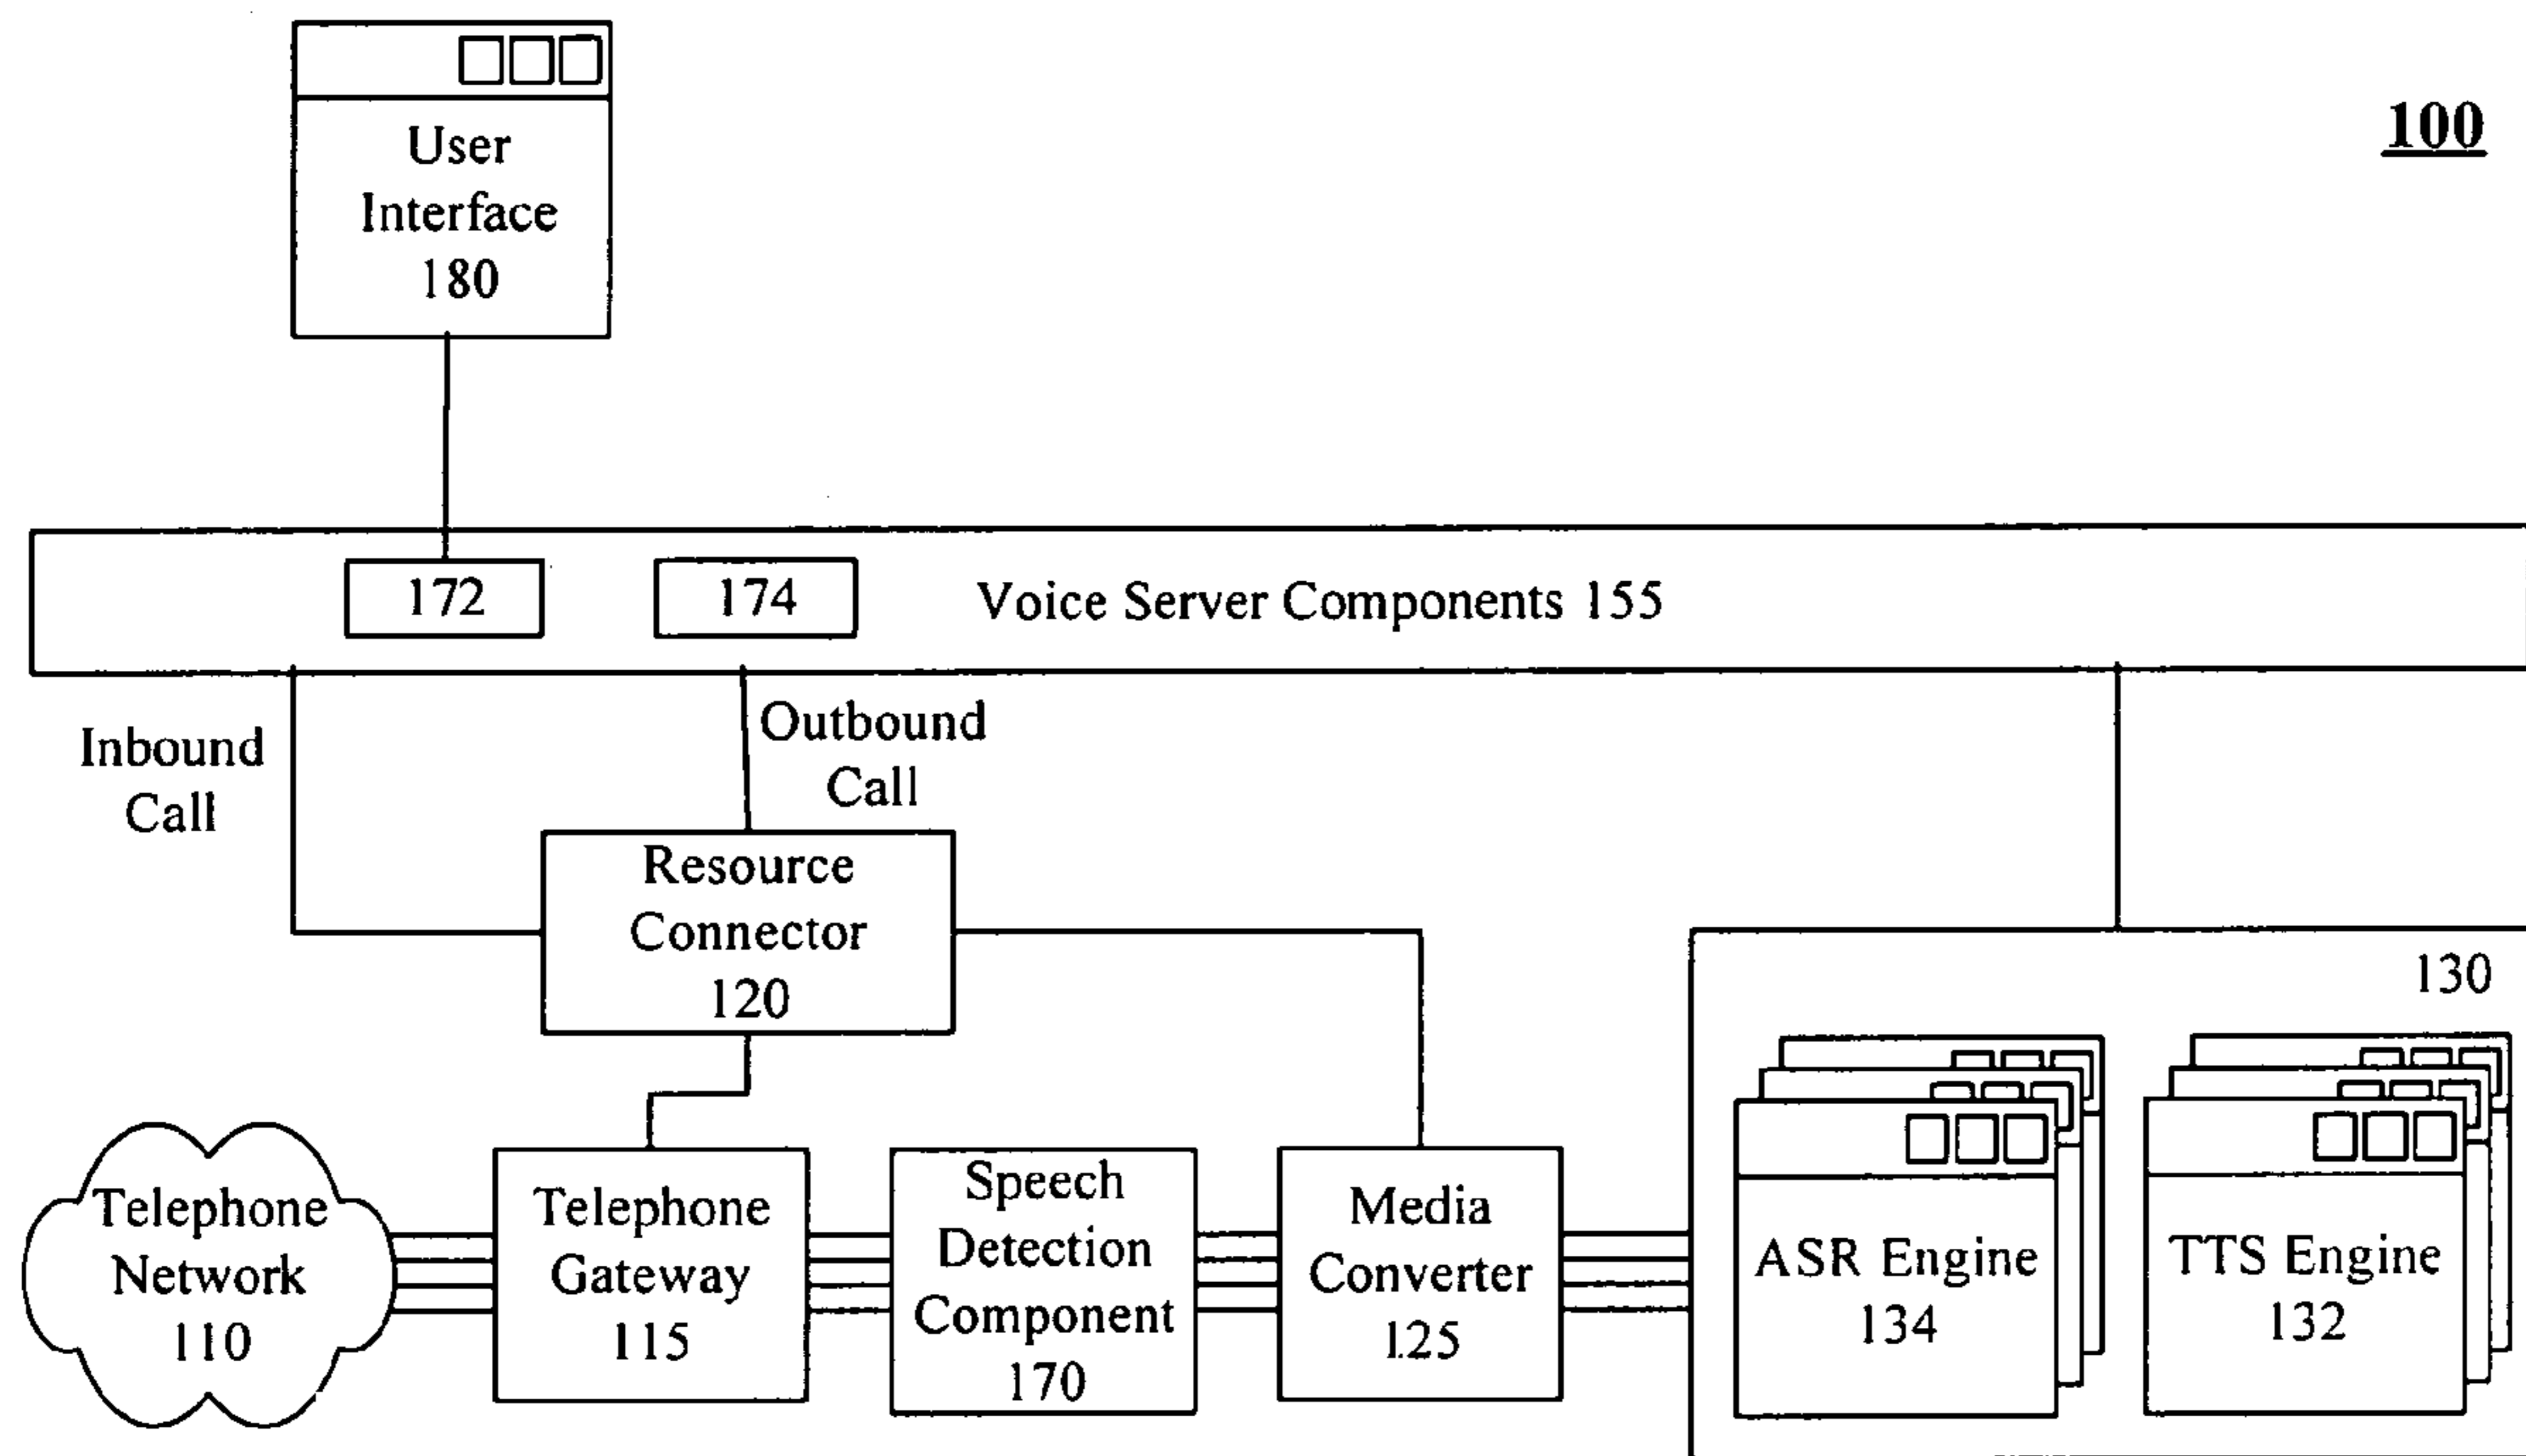 100
User
Interface
180
172
174
Voice Server Components 155
Inbound
Call
Outbound
Call
Resource
Connector
120
130
Telephone
Network
110
Telephone
Gateway
115
Speech
Detection
Component
170
Media
Converter
125
ASR Engine
134
TTS Engine
132